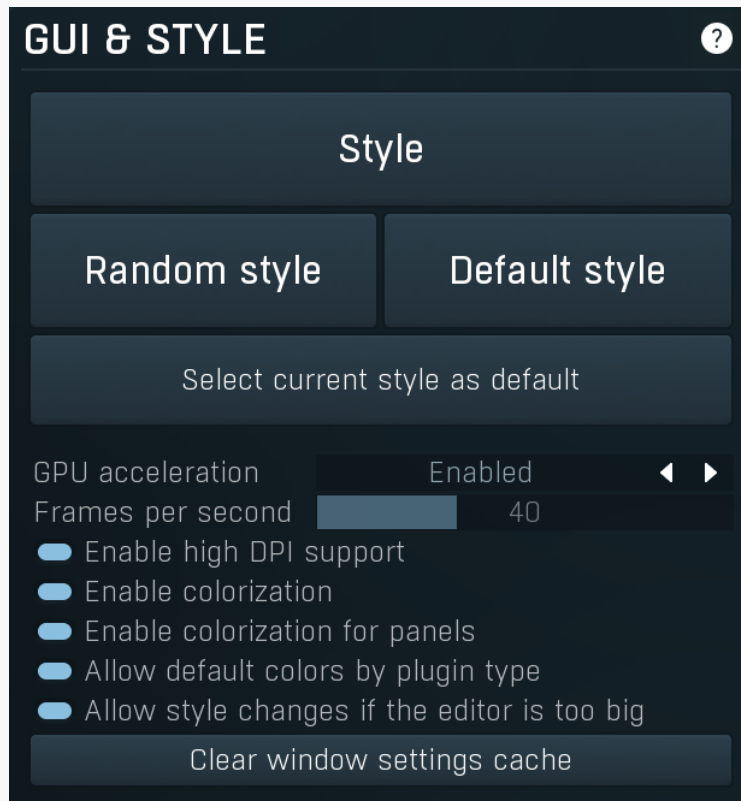 GUI & STYLE ?
Style
Random style Default style
Select current style as default
GPU acceleration Enabled
Frames per second 40
Enable high DPI support
Enable colorization
Enable colorization for panels
Allow default colors by plugin type
Allow style changes if the editor is too big
Clear window settings cache